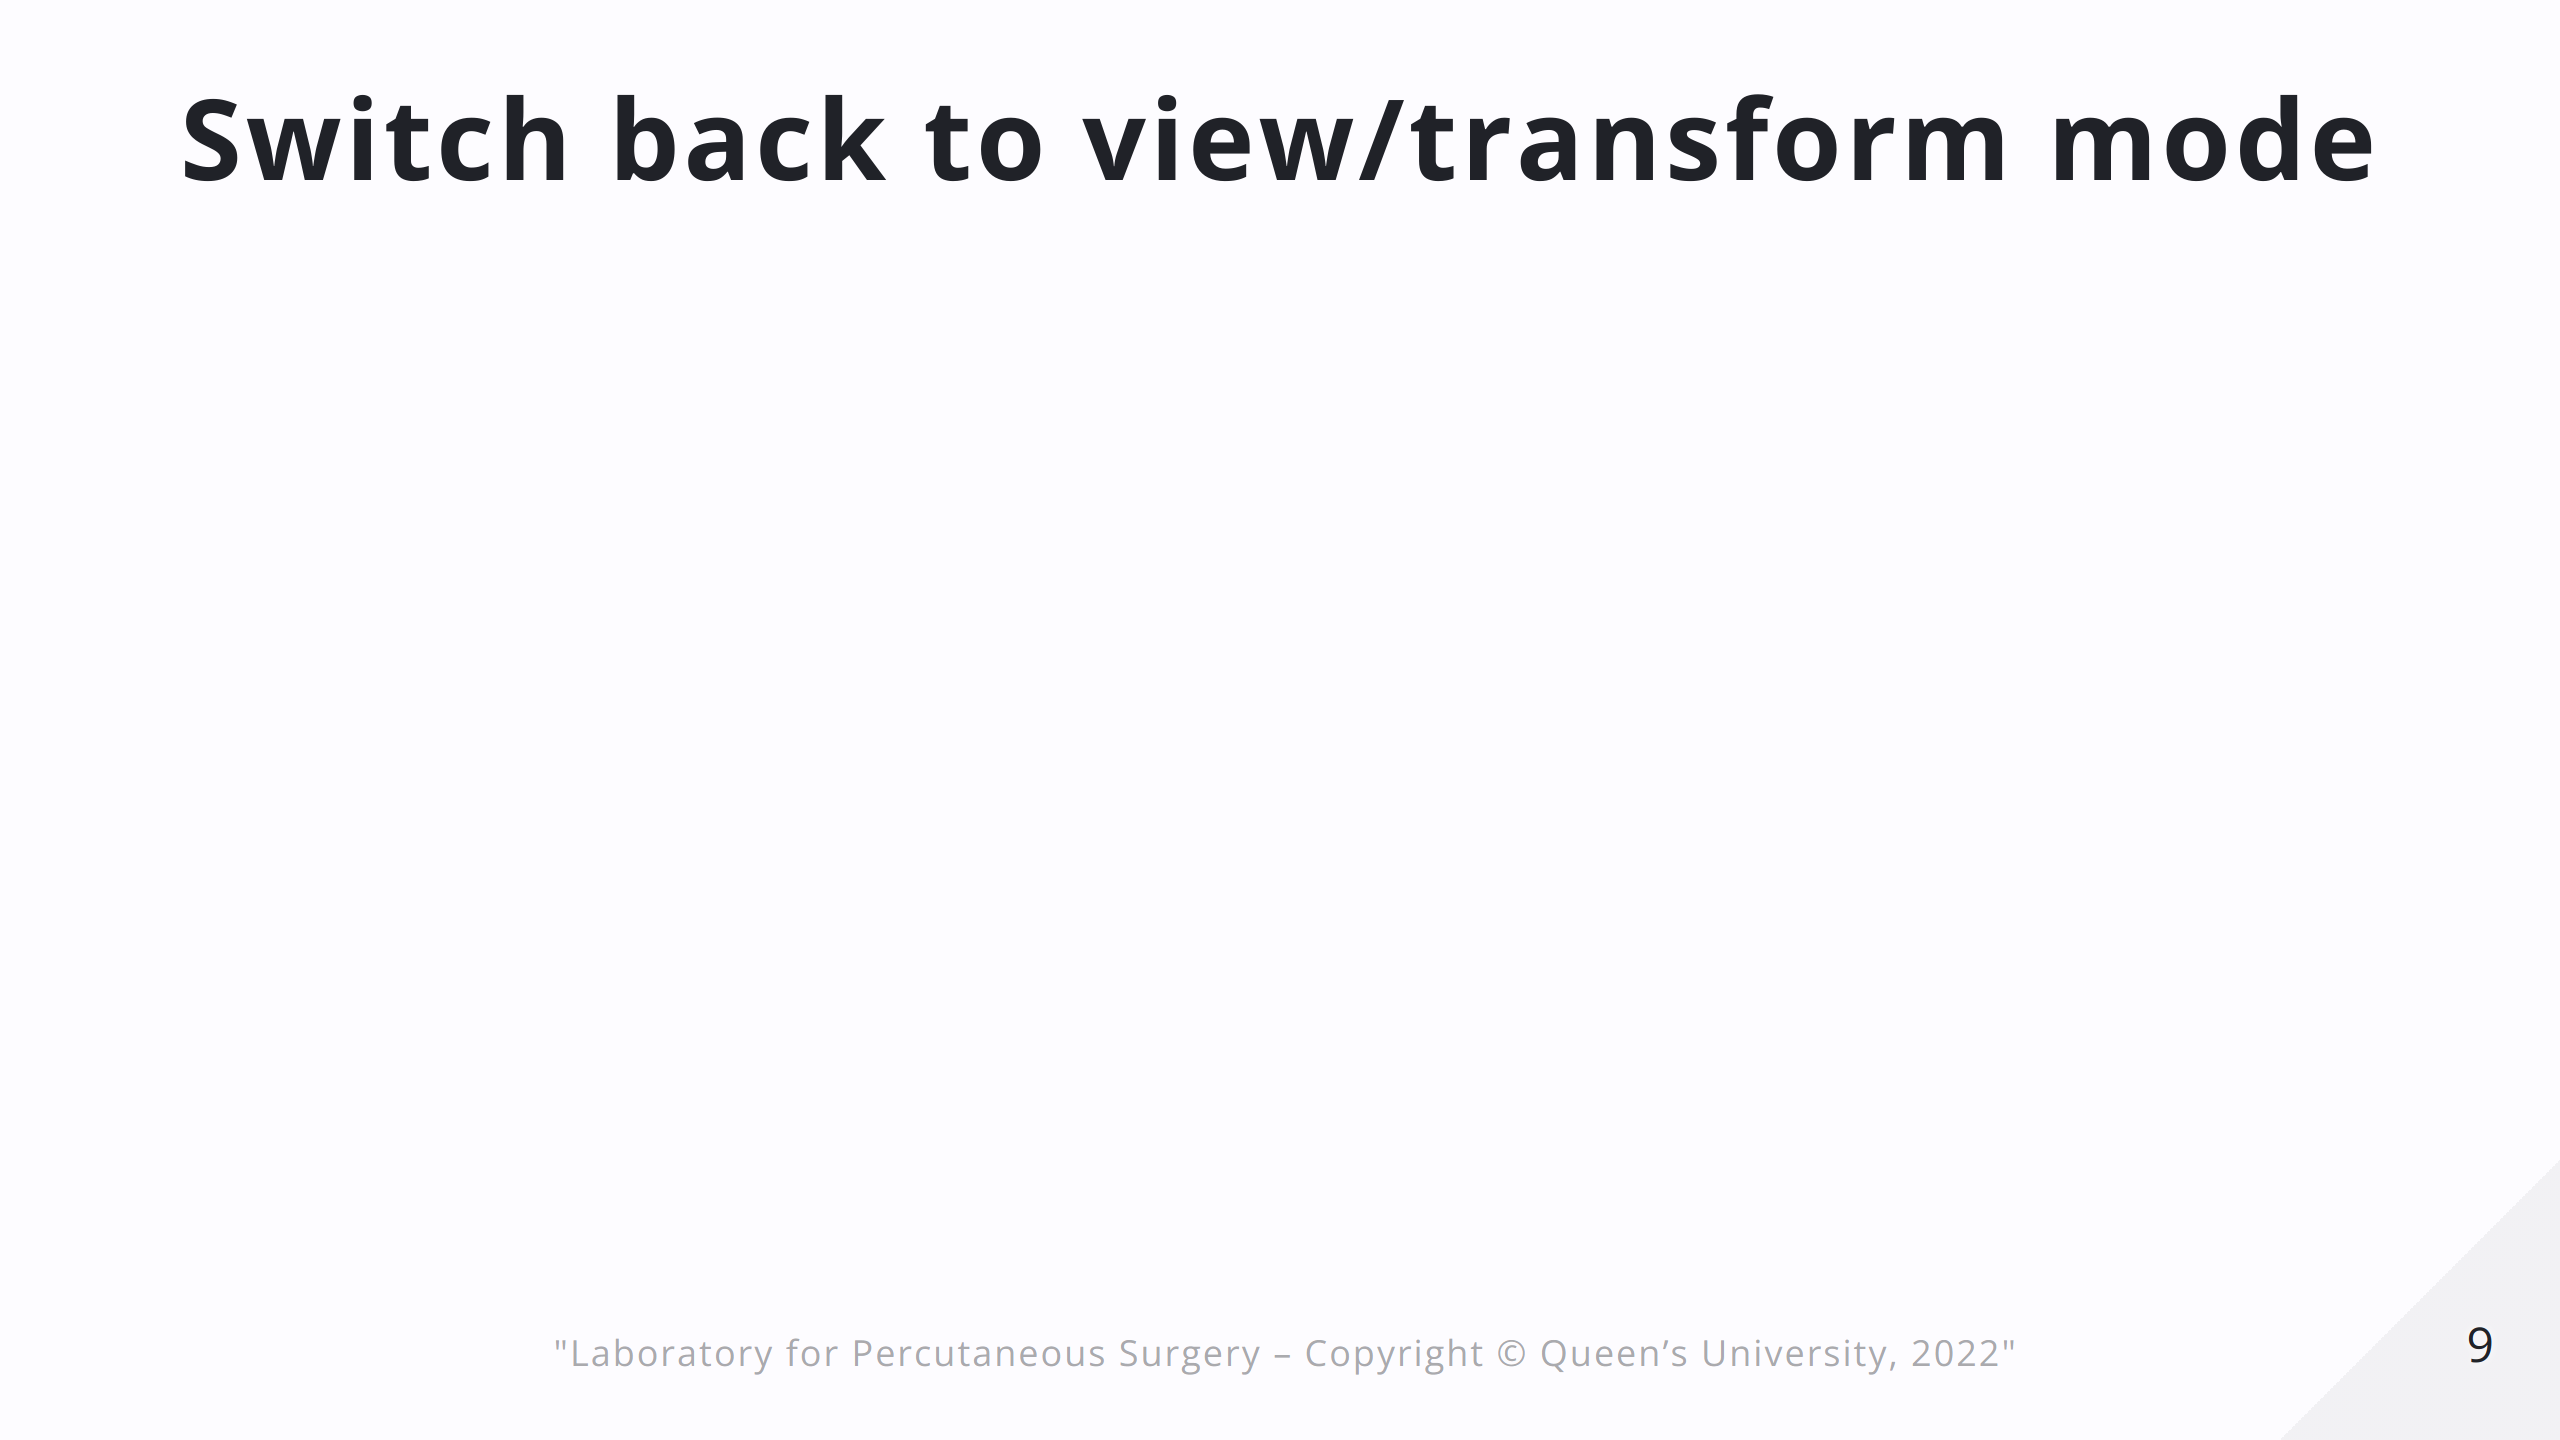 Switch back to view/transform mode
"Laboratory for Percutaneous Surgery – Copyright © Queen’s University, 2022"
9